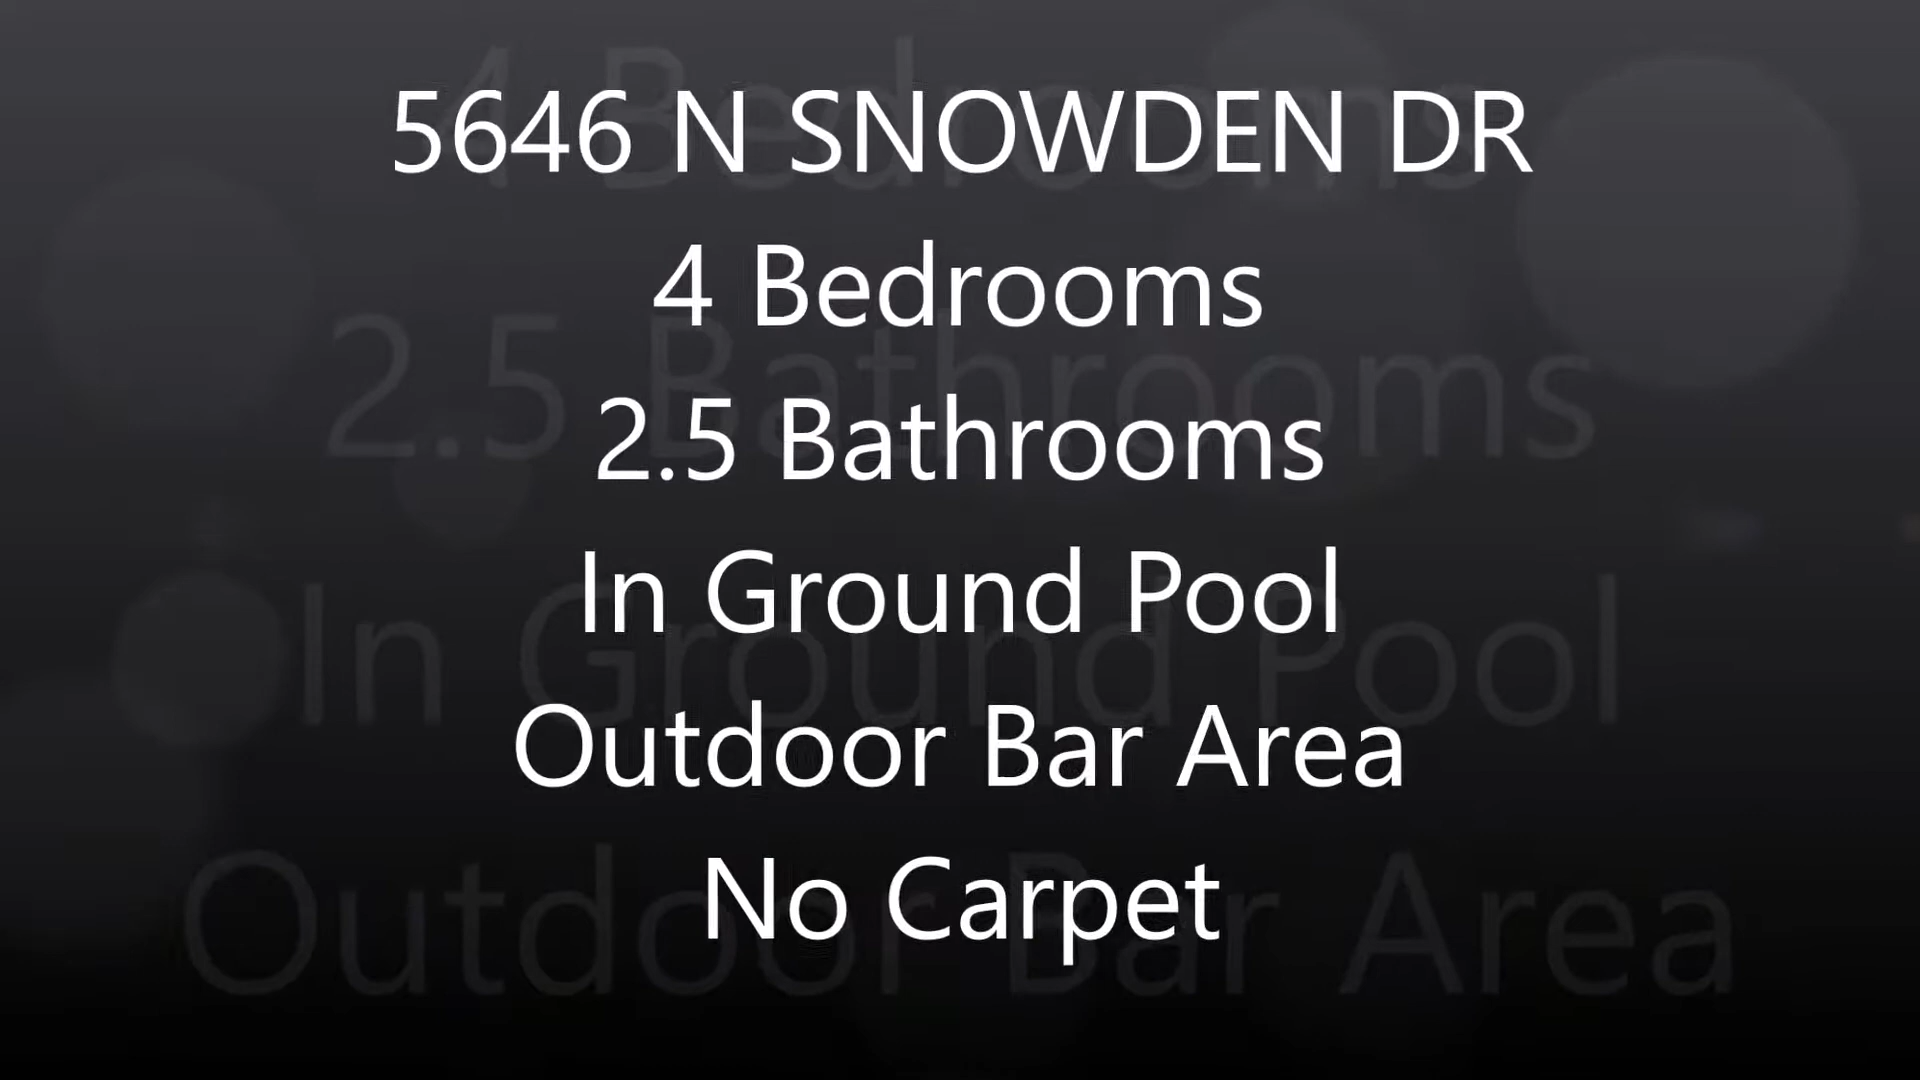 5646 N SNOWDEN DR
4 Bedrooms
2.5 Bathrooms
In Ground Pool
Outdoor Bar Area
No Carpet